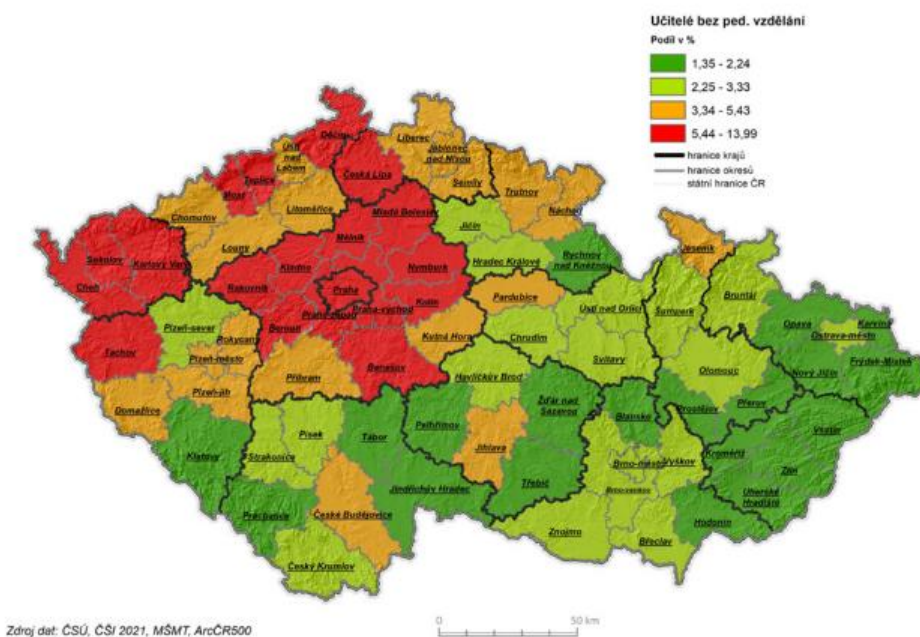 Učitelé bez ped. vzdělání
Podíl v %
1,35 - 2,24
2,25 - 3,33
3,34 - 5,43
5,44 - 13,99
hranice krajů
hranice okresů
státní hranice ČR
Děčín
Ústí nad Labem
Teplice
Most
Liberec
Jablonec nad Nisou
Česká Lípa
Semily
Trutnov
Náchod
Chomutov
Litoměřice
Louny
Mladá Boleslav
Jičín
Mělník
Hradec Králové
Rychnov nad Kněžnou
Jeseník
Sokolov
Karlovy Vary
Cheb
Rakovník
Kladno
Nymburk
Praha
Kolín
Praha-západ
Praha-východ
Beroun
Pardubice
Ústí nad Orlicí
Šumperk
Bruntál
Plzeň-sever
Rokycany
Tachov
Plzeň-město
Kutná Hora
Chrudim
Svitavy
Opava
Karviná
Ostrava-město
Benešov
Příbram
Domažlice
Plzeň-jih
Havlíčkův Brod
Olomouc
Nový Jičín
Frýdek-Místek
Klatovy
Písek
Strakonice
Tábor
Pelhřimov
Žďár nad Sázavou
Jihlava
Blansko
Prostějov
Přerov
Vsetín
Prachatice
České Budějovice
Jindřichův Hradec
Třebíč
Brno-město
Brno-venkov
Vyškov
Kroměříž
Zlín
Uherské Hradiště
Český Krumlov
Znojmo
Břeclav
Hodonín
Zdroj dat: ČSÚ, ČŠI 2021, MŠMT, ArcČR500
0 50 km